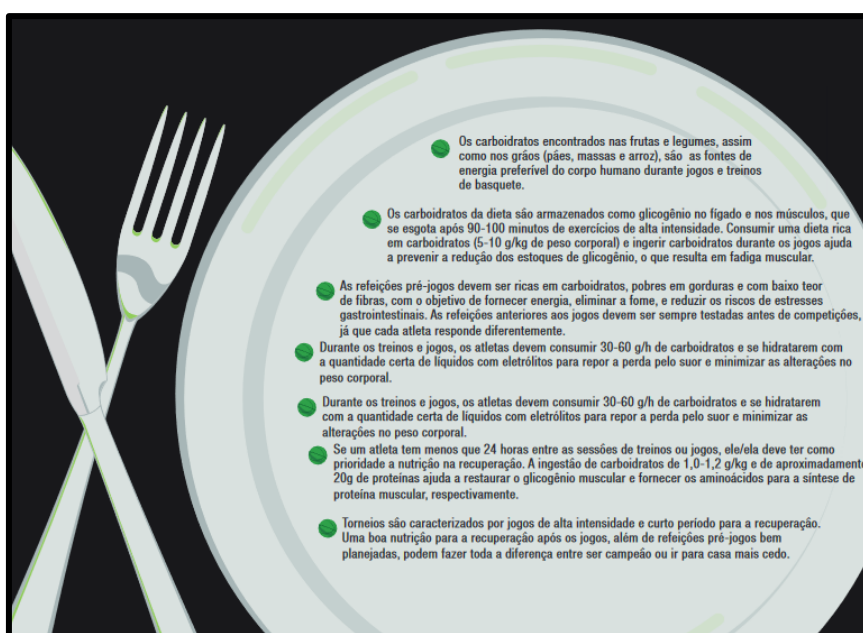 Os carboidratos encontrados nas frutas e legumes, assim
como nos grãos (pães, massas e arroz), são as fontes de
energia preferível do corpo humano durante jogos e treinos
de basquete.
Os carboidratos da dieta são armazenados como glicogênio no fígado e nos músculos, que
se esgota após 90-100 minutos de exercícios de alta intensidade. Consumir uma dieta rica
em carboidratos (5-10 g/kg de peso corporal) e ingerir carboidratos durante os jogos ajuda
a prevenir a redução dos estoques de glicogênio, o que resulta em fadiga muscular.
As refeições pré-jogos devem ser ricas em carboidratos, pobres em gorduras e com baixo teor
de fibras, com o objetivo de fornecer energia, eliminar a fome, e reduzir os riscos de estresses
gastrointestinais. As refeições anteriores aos jogos devem ser sempre testadas antes de competições,
já que cada atleta responde diferentemente.
Durante os treinos e jogos, os atletas devem consumir 30-60 g/h de carboidratos e se hidratarem com
a quantidade certa de líquidos com eletrólitos para repor a perda pelo suor e minimizar as alterações no
peso corporal.
Durante os treinos e jogos, os atletas devem consumir 30-60 g/h de carboidratos e se hidratarem
com a quantidade certa de líquidos com eletrólitos para repor a perda pelo suor e minimizar as
alterações no peso corporal.
Se um atleta tem menos que 24 horas entre as sessões de treinos ou jogos, ele/ela deve ter como
prioridade a nutrição na recuperação. A ingestão de carboidratos de 1,0-1,2 g/kg e de aproximadamente
20g de proteínas ajuda a restaurar o glicogênio muscular e fornecer os aminoácidos para a síntese de
proteína muscular, respectivamente.
Torneios são caracterizados por jogos de alta intensidade e curto período para a recuperação.
Uma boa nutrição para a recuperação após os jogos, além de refeições pré-jogos bem
planejadas, podem fazer toda a diferença entre ser campeão ou ir para casa mais cedo.